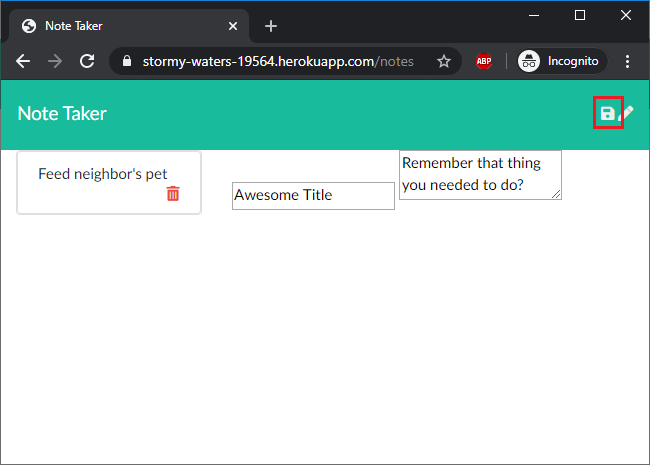 Note Taker
stormy-waters-19564.herokuapp.com/notes
ABP
Incognito
Note Taker
Feed neighbor's pet
Awesome Title
Remember that thing
you needed to do?